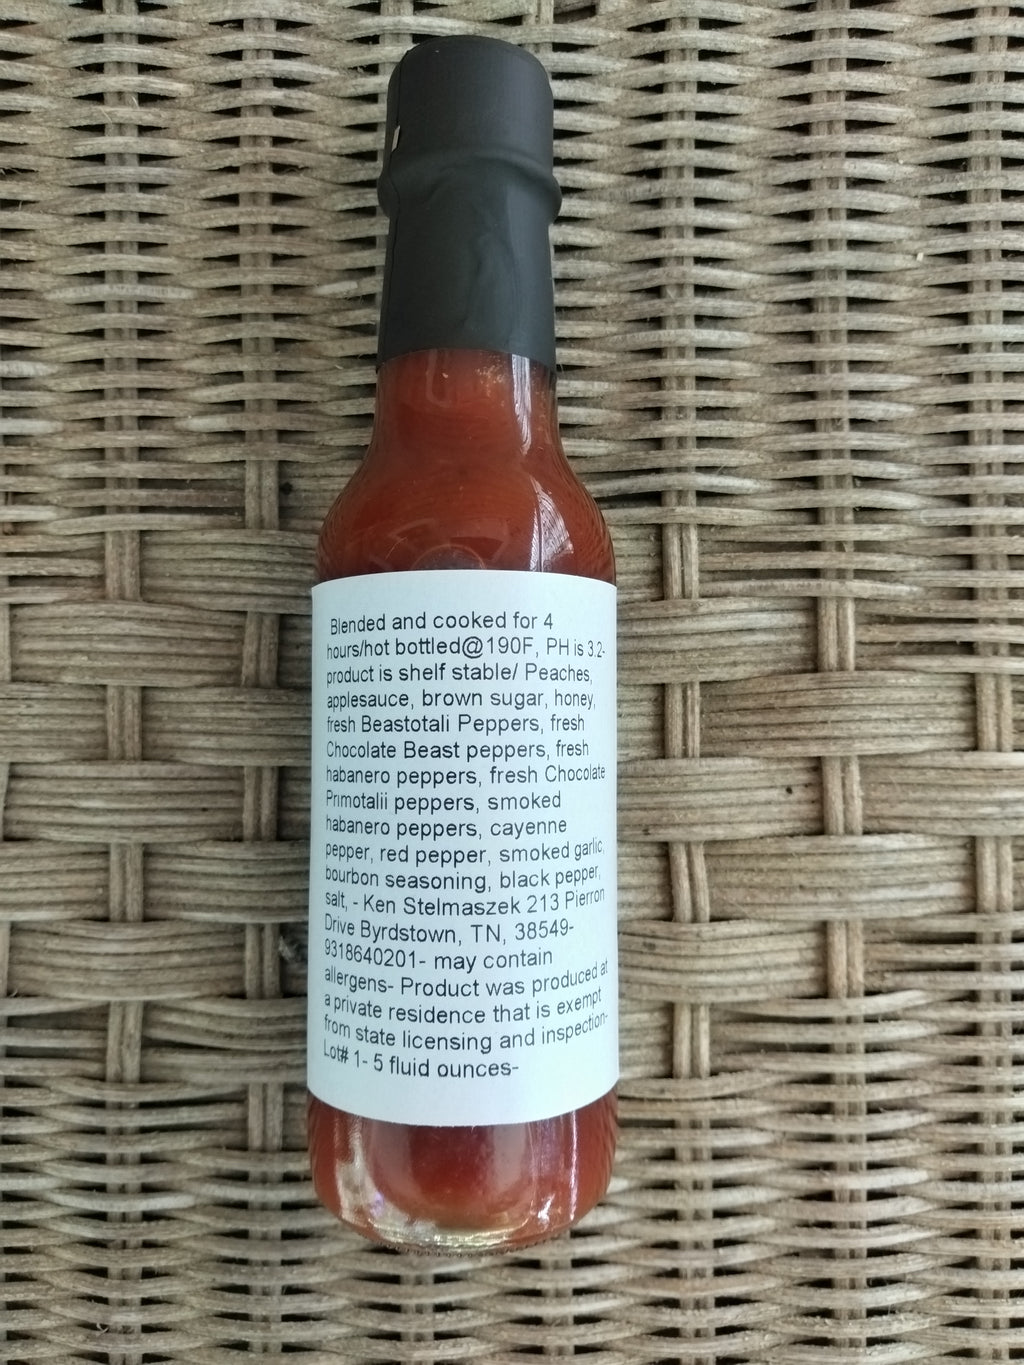 Blended and cooked for 4
hours/hot bottled@190F, PH is 3.2-
product is shelf stable/ Peaches,
applesauce, brown sugar, honey,
fresh Beastotali Peppers, fresh
Chocolate Beast peppers, fresh
habanero peppers, fresh Chocolate
Primotalii peppers, smoked
habanero peppers, cayenne
pepper, red pepper, smoked garlic,
bourbon seasoning, black pepper,
salt, - Ken Stelmaszek 213 Pierron
Drive Byrdstown, TN, 38549-
9318640201- may contain
allergens- Product was produced at
a private residence that is exempt
from state licensing and inspection-
Lot# 1- 5 fluid ounces-